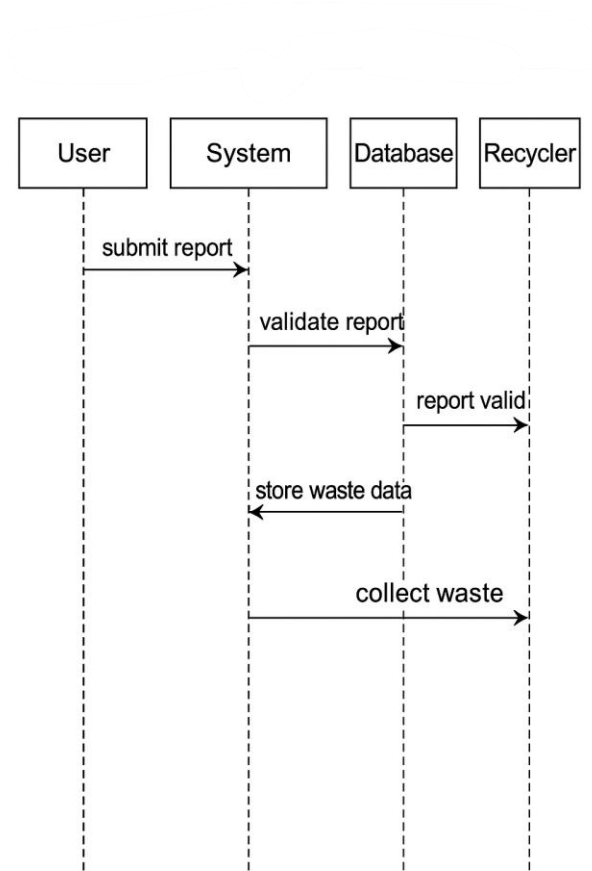 User
System
Database
Recycler
submit report
validate report
report valid
store waste data
collect waste